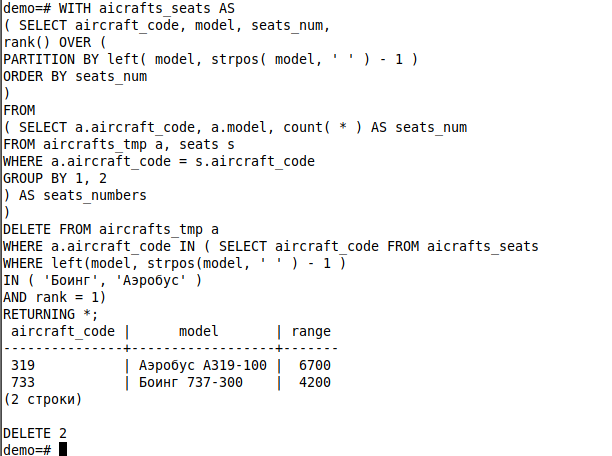 demo=# WITH aicrafts_seats AS
( SELECT aircraft_code, model, seats_num,
rank() OVER (
PARTITION BY left( model, strpos( model, ' ' ) - 1 )
ORDER BY seats_num
)
FROM
( SELECT a.aircraft_code, a.model, count( * ) AS seats_num
FROM aircrafts_tmp a, seats s
WHERE a.aircraft_code = s.aircraft_code
GROUP BY 1, 2
) AS seats_numbers
)
DELETE FROM aircrafts_tmp a
WHERE a.aircraft_code IN ( SELECT aircraft_code FROM aicrafts_seats
WHERE left(model, strpos(model, ' ' ) - 1 )
IN ( 'Боинг', 'Аэробус' )
AND rank = 1)
RETURNING *;
 aircraft_code |      model       | range
---------------+------------------+-------
 319           | Аэробус A319-100 |  6700
 733           | Боинг 737-300    |  4200
(2 строки)

DELETE 2
demo=#